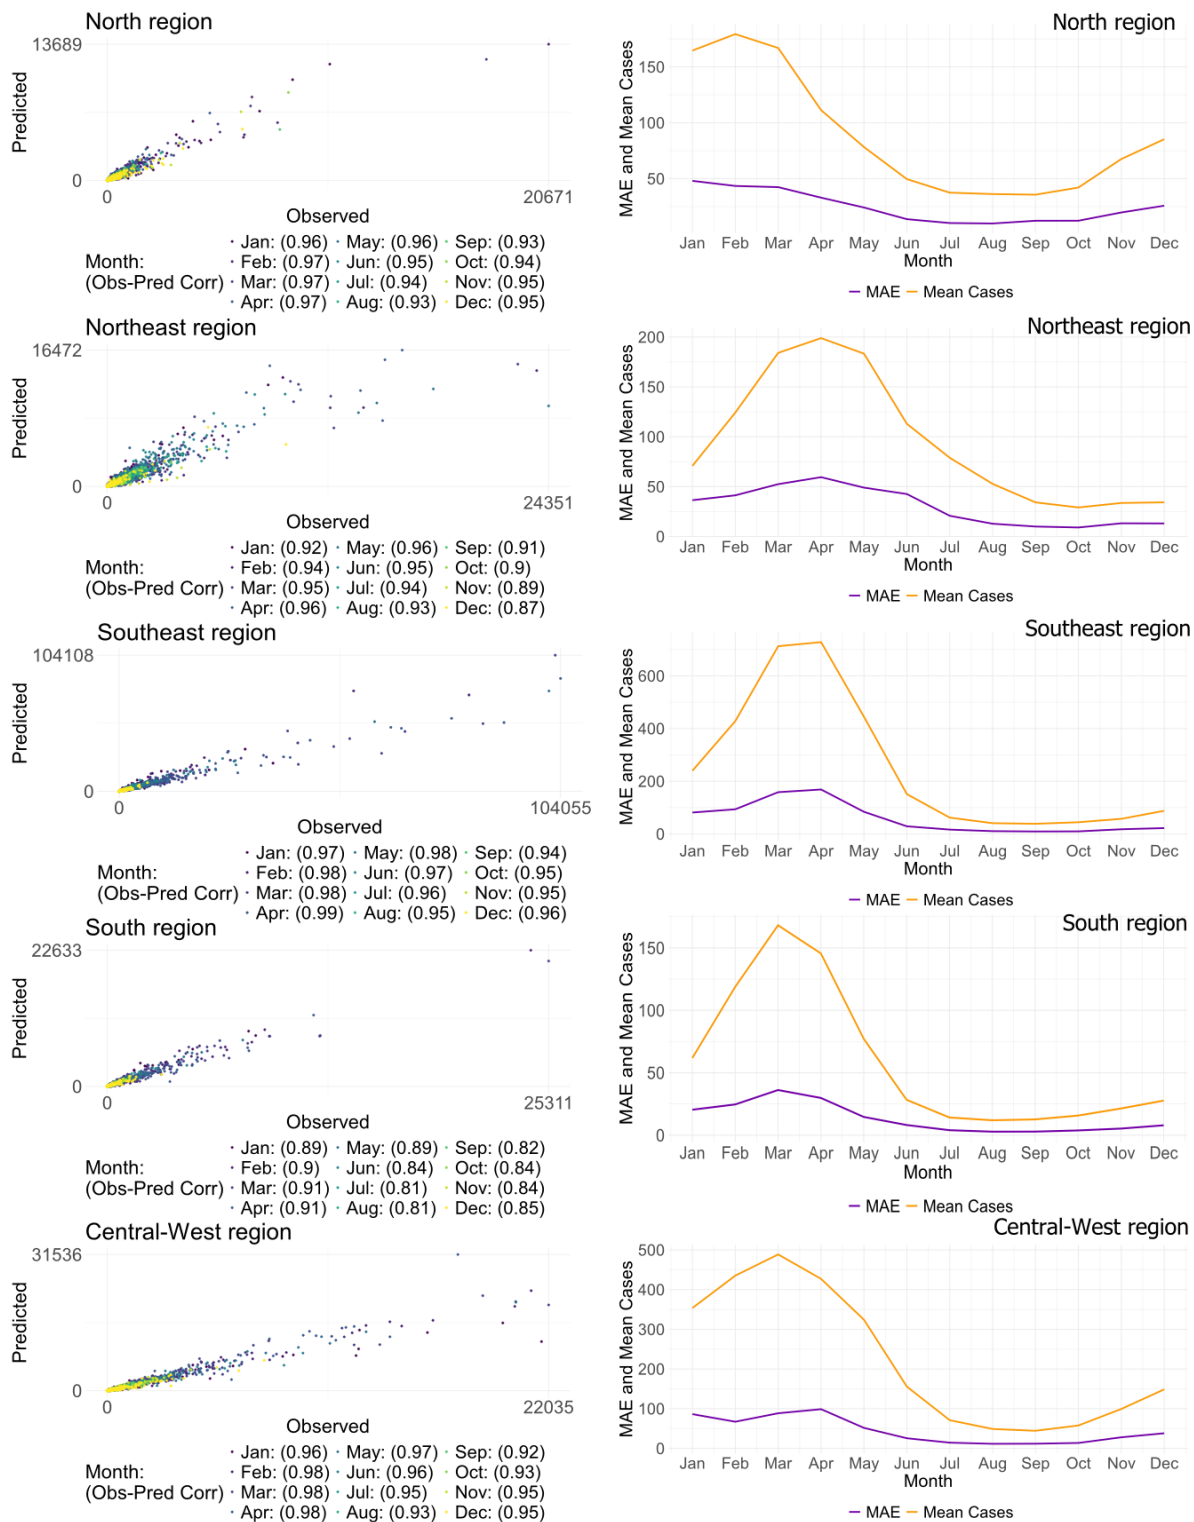 North region
13689
Predicted
0
0
20671
Observed
Month:
(Obs-Pred Corr)
Jan: (0.96) May: (0.96) Sep: (0.93)
Feb: (0.97) Jun: (0.95) Oct: (0.94)
Mar: (0.97) Jul: (0.94) Nov: (0.95)
Apr: (0.97) Aug: (0.93) Dec: (0.95)
North region
MAE and Mean Cases
150
100
50
Jan Feb Mar Apr May Jun Jul Aug Sep Oct Nov Dec
Month
MAE Mean Cases
Northeast region
16472
Predicted
0
0
24351
Observed
Month:
(Obs-Pred Corr)
Jan: (0.92) May: (0.96) Sep: (0.91)
Feb: (0.94) Jun: (0.95) Oct: (0.9)
Mar: (0.95) Jul: (0.94) Nov: (0.89)
Apr: (0.96) Aug: (0.93) Dec: (0.87)
Northeast region
MAE and Mean Cases
200
150
100
50
0
Jan Feb Mar Apr May Jun Jul Aug Sep Oct Nov Dec
Month
MAE Mean Cases
Southeast region
104108
Predicted
0
0
104055
Observed
Month:
(Obs-Pred Corr)
Jan: (0.97) May: (0.98) Sep: (0.94)
Feb: (0.98) Jun: (0.97) Oct: (0.95)
Mar: (0.98) Jul: (0.96) Nov: (0.95)
Apr: (0.99) Aug: (0.95) Dec: (0.96)
Southeast region
MAE and Mean Cases
600
400
200
0
Jan Feb Mar Apr May Jun Jul Aug Sep Oct Nov Dec
Month
MAE Mean Cases
South region
22633
Predicted
0
0
25311
Observed
Month:
(Obs-Pred Corr)
Jan: (0.89) May: (0.89) Sep: (0.82)
Feb: (0.9) Jun: (0.84) Oct: (0.84)
Mar: (0.91) Jul: (0.81) Nov: (0.84)
Apr: (0.91) Aug: (0.81) Dec: (0.85)
South region
MAE and Mean Cases
150
100
50
0
Jan Feb Mar Apr May Jun Jul Aug Sep Oct Nov Dec
Month
MAE Mean Cases
Central-West region
31536
Predicted
0
0
22035
Observed
Month:
(Obs-Pred Corr)
Jan: (0.96) May: (0.97) Sep: (0.92)
Feb: (0.98) Jun: (0.96) Oct: (0.93)
Mar: (0.98) Jul: (0.95) Nov: (0.95)
Apr: (0.98) Aug: (0.93) Dec: (0.95)
Central-West region
MAE and Mean Cases
500
400
300
200
100
0
Jan Feb Mar Apr May Jun Jul Aug Sep Oct Nov Dec
Month
MAE Mean Cases